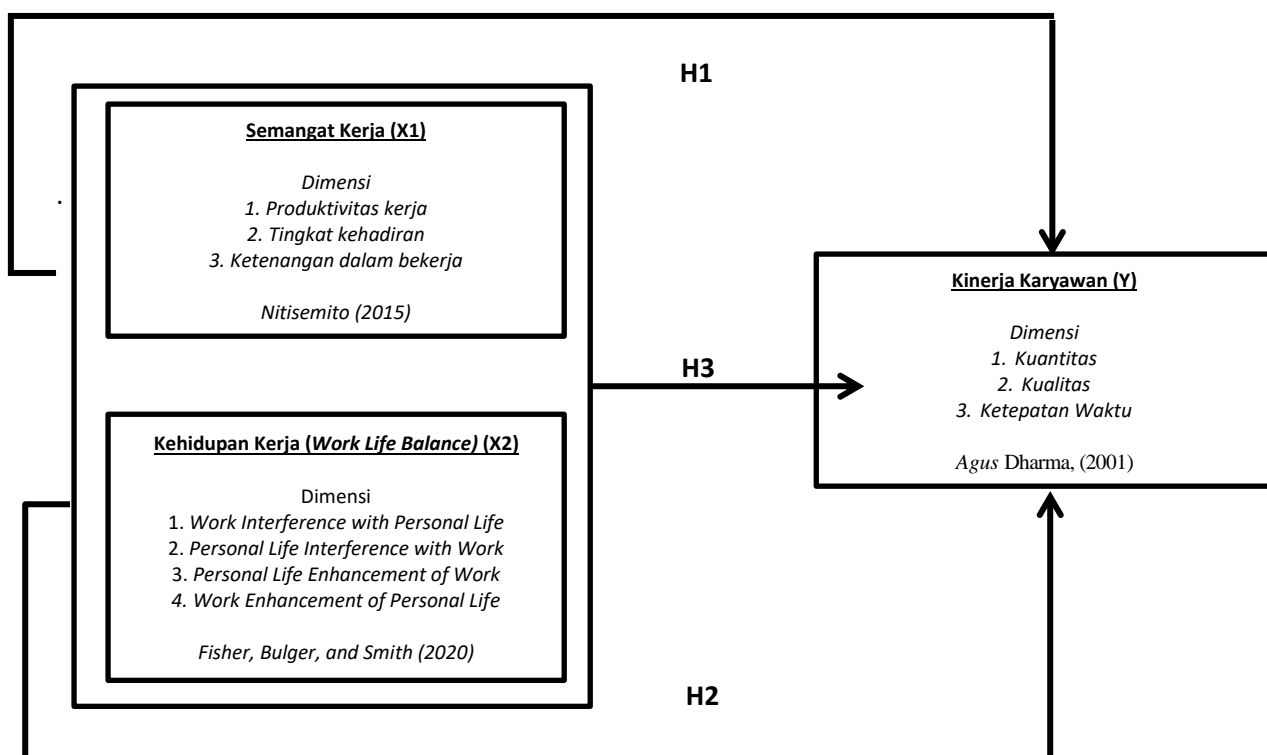 H1
Semangat Kerja (X1)
Dimensi
1. Produktivitas kerja
2. Tingkat kehadiran
3. Ketenangan dalam bekerja
Nitisemito (2015)
.
Kinerja Karyawan (Y)
Dimensi
1. Kuantitas
2. Kualitas
3. Ketepatan Waktu
Agus Dharma, (2001)
H3
Kehidupan Kerja (Work Life Balance) (X2)
Dimensi
1. Work Interference with Personal Life
2. Personal Life Interference with Work
3. Personal Life Enhancement of Work
4. Work Enhancement of Personal Life
Fisher, Bulger, and Smith (2020)
H2